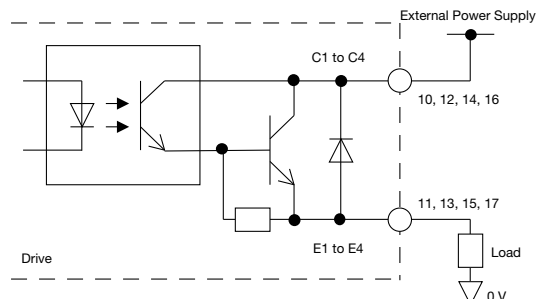 External Power Supply
C1 to C4
10, 12, 14, 16
11, 13, 15, 17
E1 to E4
Drive
Load
0 V